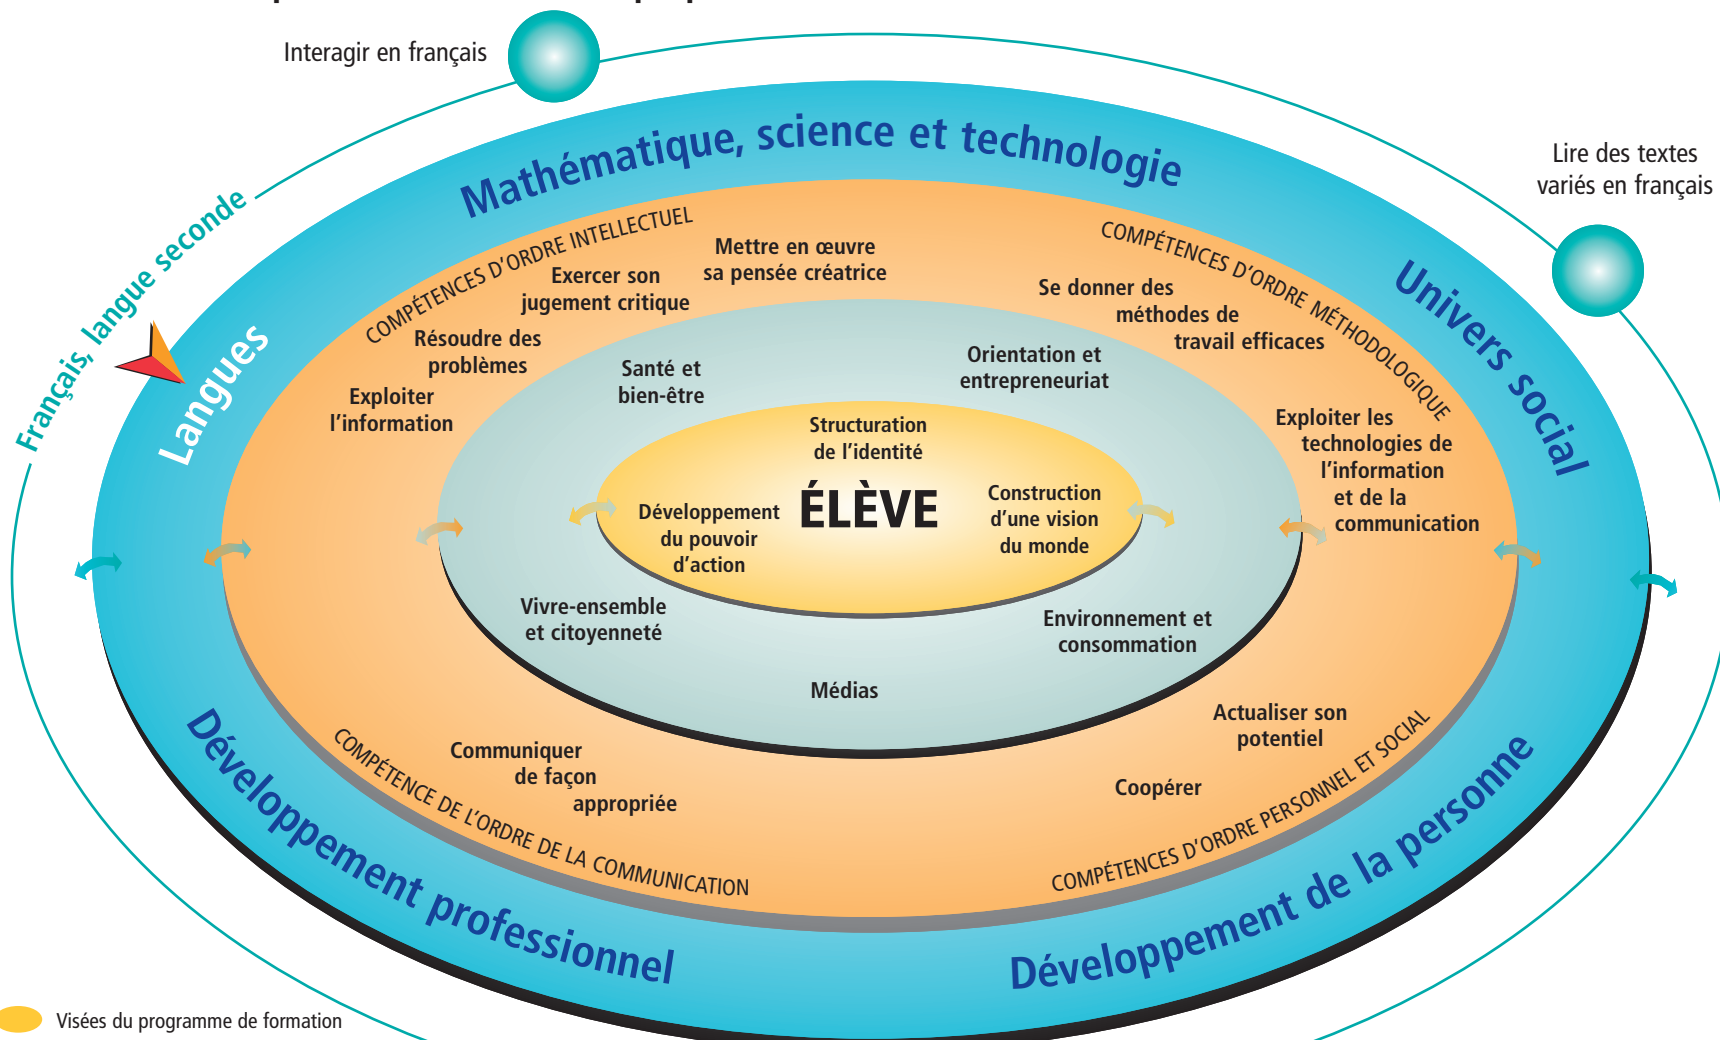 Interagir en français
Lire des textes
variés en français
Français, langue seconde
Mathématique, science et technologie
Langues
Univers social
COMPÉTENCES D'ORDRE INTELLECTUEL
COMPÉTENCES D'ORDRE MÉTHODOLOGIQUE
Mettre en œuvre
sa pensée créatrice
Exercer son
jugement critique
Résoudre des
problèmes
Exploiter
l'information
Se donner des
méthodes de
travail efficaces
Exploiter les
technologies de
l'information
et de la
communication
Santé et
bien-être
Orientation et
entrepreneuriat
Structuration
de l'identité
ÉLÈVE
Développement
du pouvoir
d'action
Construction
d'une vision
du monde
Vivre-ensemble
et citoyenneté
Environnement et
consommation
Médias
Communiquer
de façon
appropriée
Actualiser son
potentiel
Coopérer
COMPÉTENCE DE L'ORDRE DE LA COMMUNICATION
COMPÉTENCES D'ORDRE PERSONNEL ET SOCIAL
Développement professionnel
Développement de la personne
Visées du programme de formation